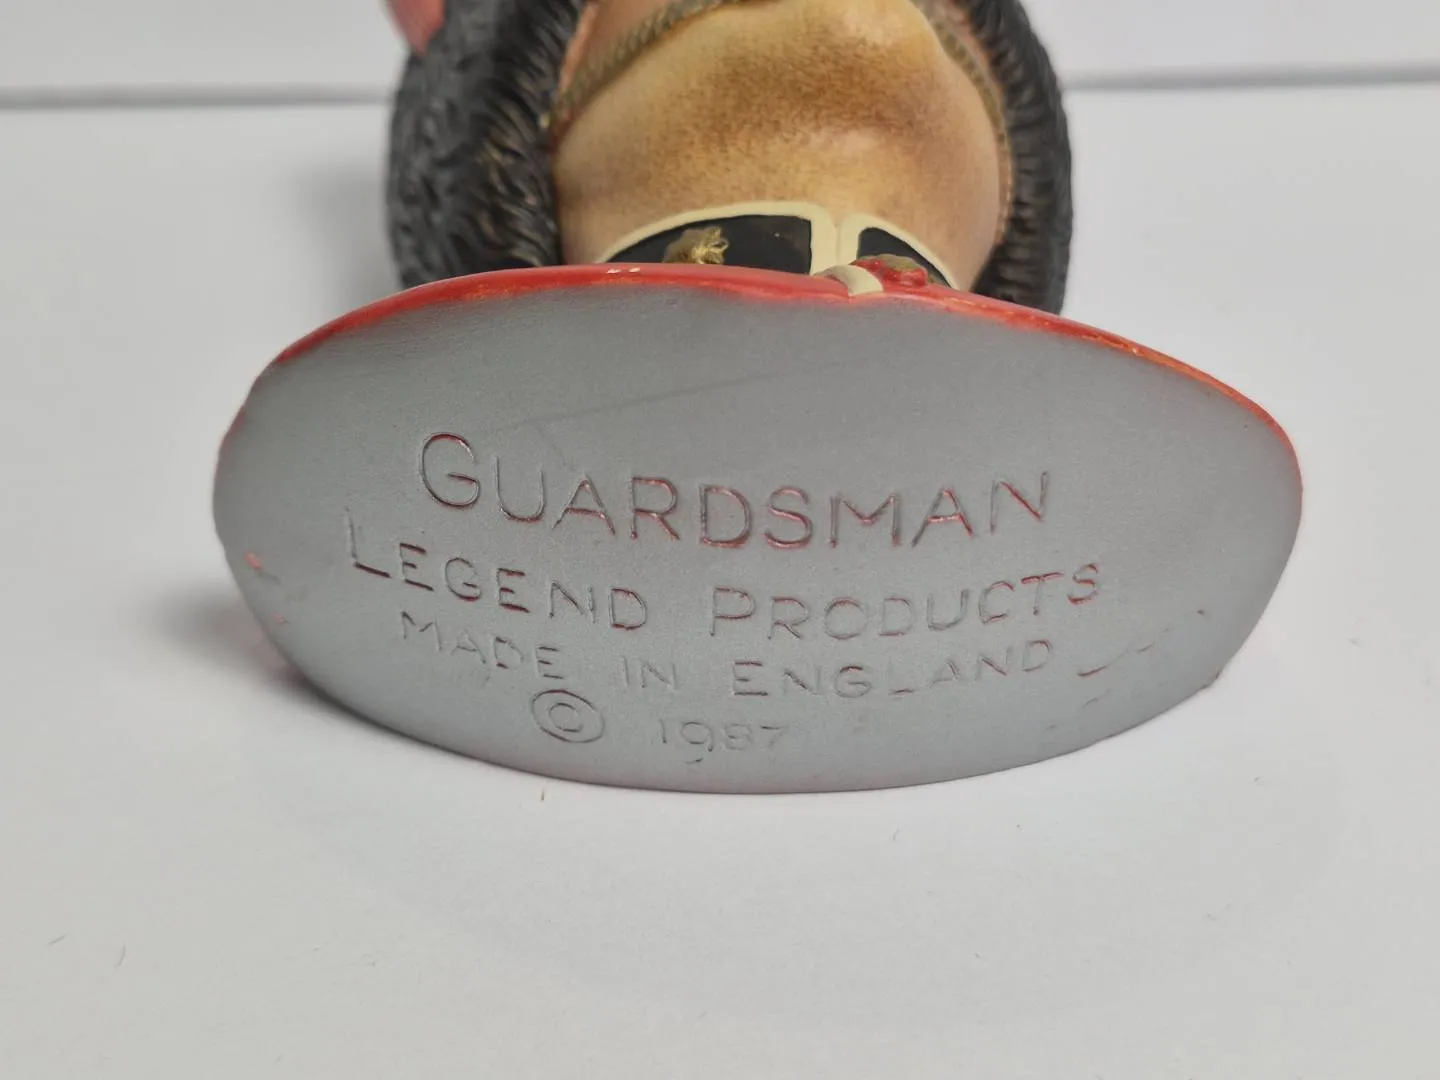 GUARDSMAN
LEGEND PRODUCTS
MADE IN ENGLAND
© 1987